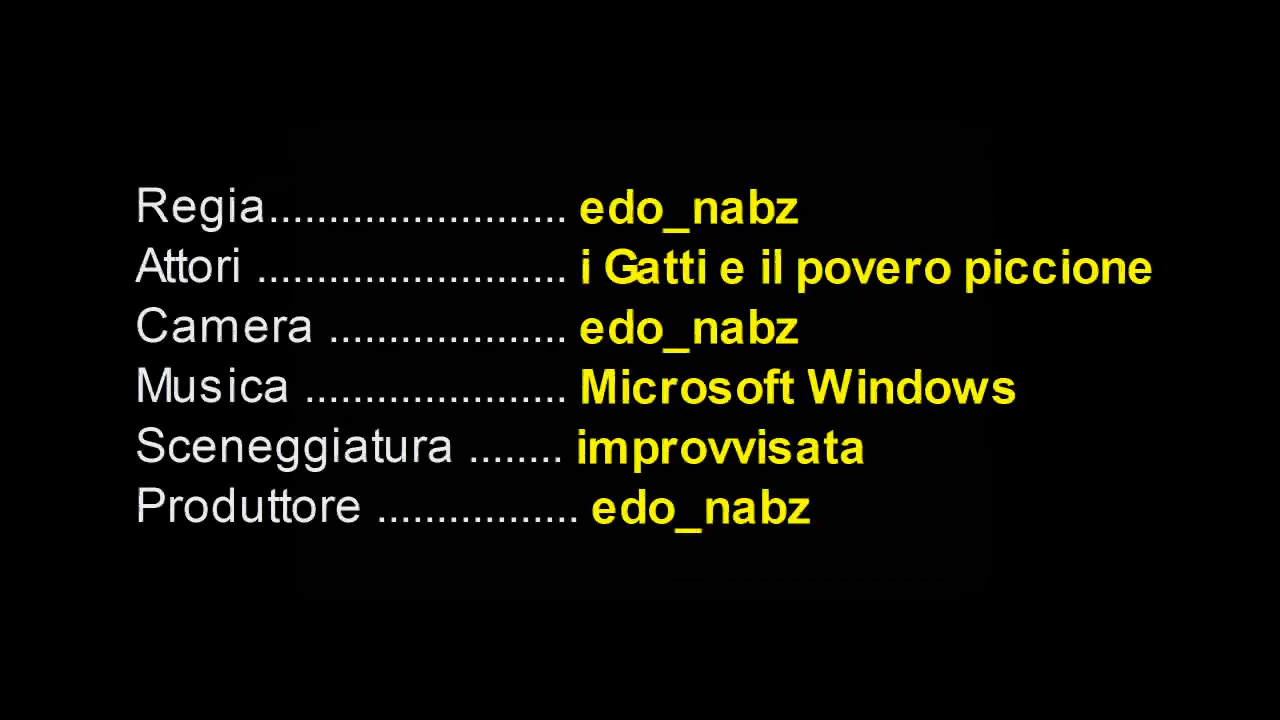 Regia......................... edo_nabz
Attori .......................... i Gatti e il povero piccione
Camera .................... edo_nabz
Musica ...................... Microsoft Windows
Sceneggiatura ........ improvvisata
Produttore ................. edo_nabz